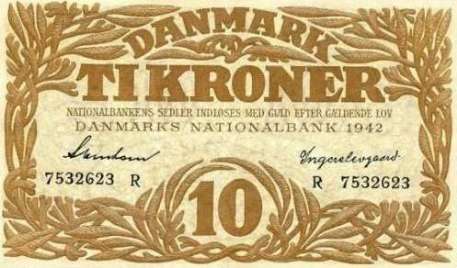 DANMARK
TI KRONER
NATIONALBANKENS SEDLER INDLØSES MED GULD EFTER GÆLDENDE LOV
DANMARKS NATIONALBANK 1942
7532623 R R 7532623
10